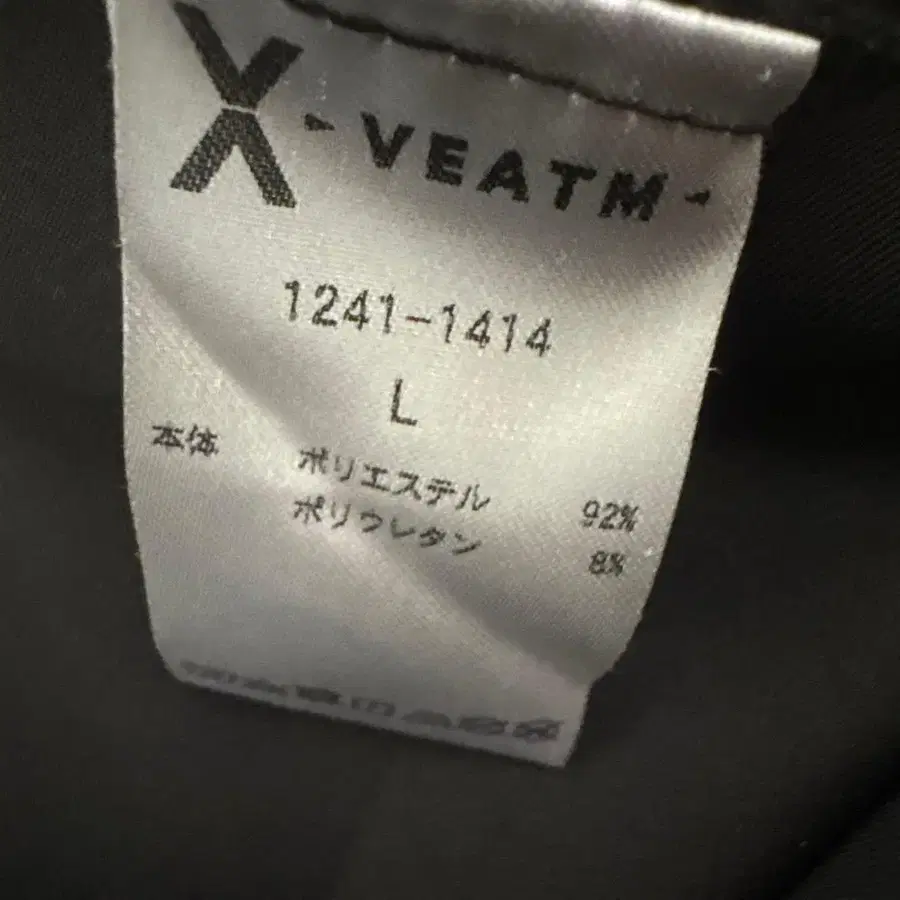 X
- VEATM -
1241-1414
L
本体 ポリエステル 92%
ポリウレタン 8%